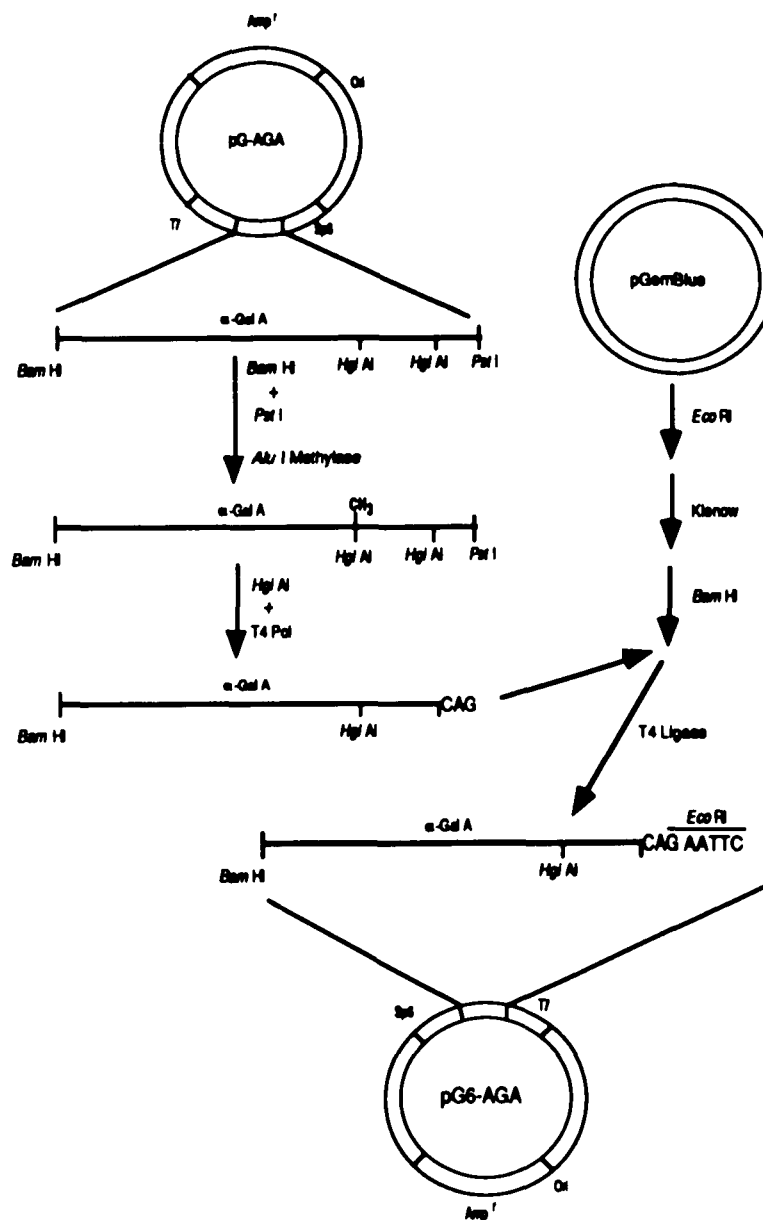 Amp r
Ori
pG-AGA
T7
Sp6
pGemBlue
α-Gal A
Bam HI
Hgi AI
Hgi AI
Pst I
Bam HI
+
Pst I
Eco RI
Alu I Methylase
α-Gal A
CH3
Klenow
Bam HI
Hgi AI
Hgi AI
Pst I
Hgi AI
+
T4 Pol
Bam HI
α-Gal A
CAG
Bam HI
Hgi AI
T4 Ligase
α-Gal A
Eco RI
CAG AATTC
Bam HI
Hgi AI
Sp6
T7
pG6-AGA
Ori
Amp r